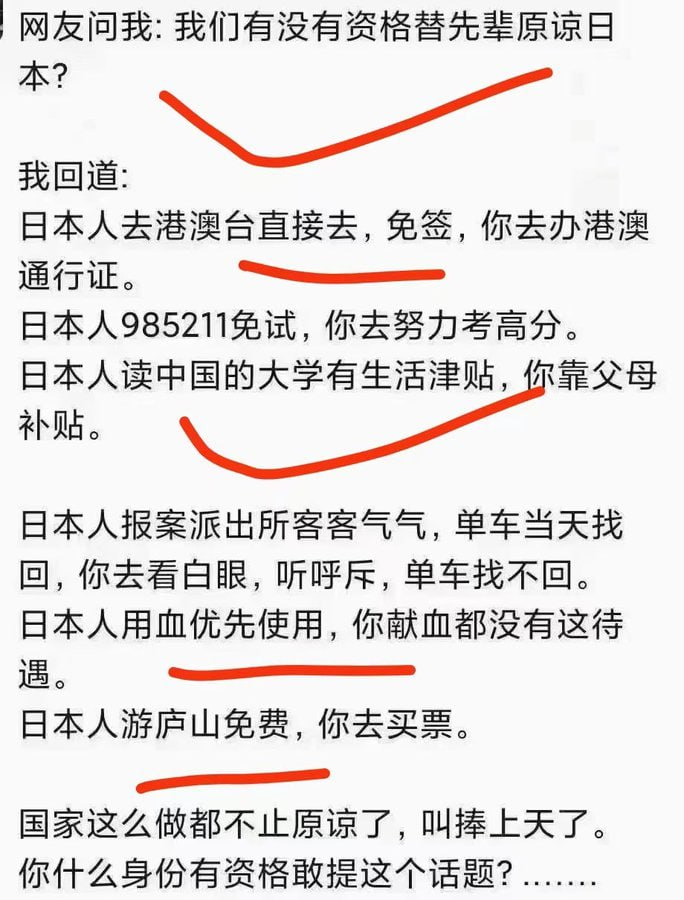 网友问我: 我们有没有资格替先辈原谅日
本?
我回道:
日本人去港澳台直接去, 免签, 你去办港澳
通行证。
日本人985211免试, 你去努力考高分。
日本人读中国的大学有生活津贴, 你靠父母
补贴。
日本人报案派出所客客气气, 单车当天找
回, 你去看白眼, 听呼斥, 单车找不回。
日本人用血优先使用, 你献血都没有这待
遇。
日本人游庐山免费, 你去买票。
国家这么做都不止原谅了, 叫捧上天了。
你什么身份有资格敢提这个话题? .......